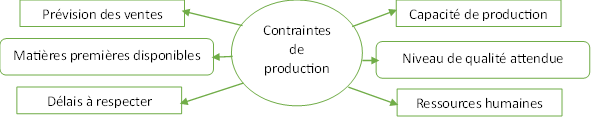 Prévision des ventes
Matières premières disponibles
Délais à respecter
Contraintes
de
production
Capacité de production
Niveau de qualité attendue
Ressources humaines